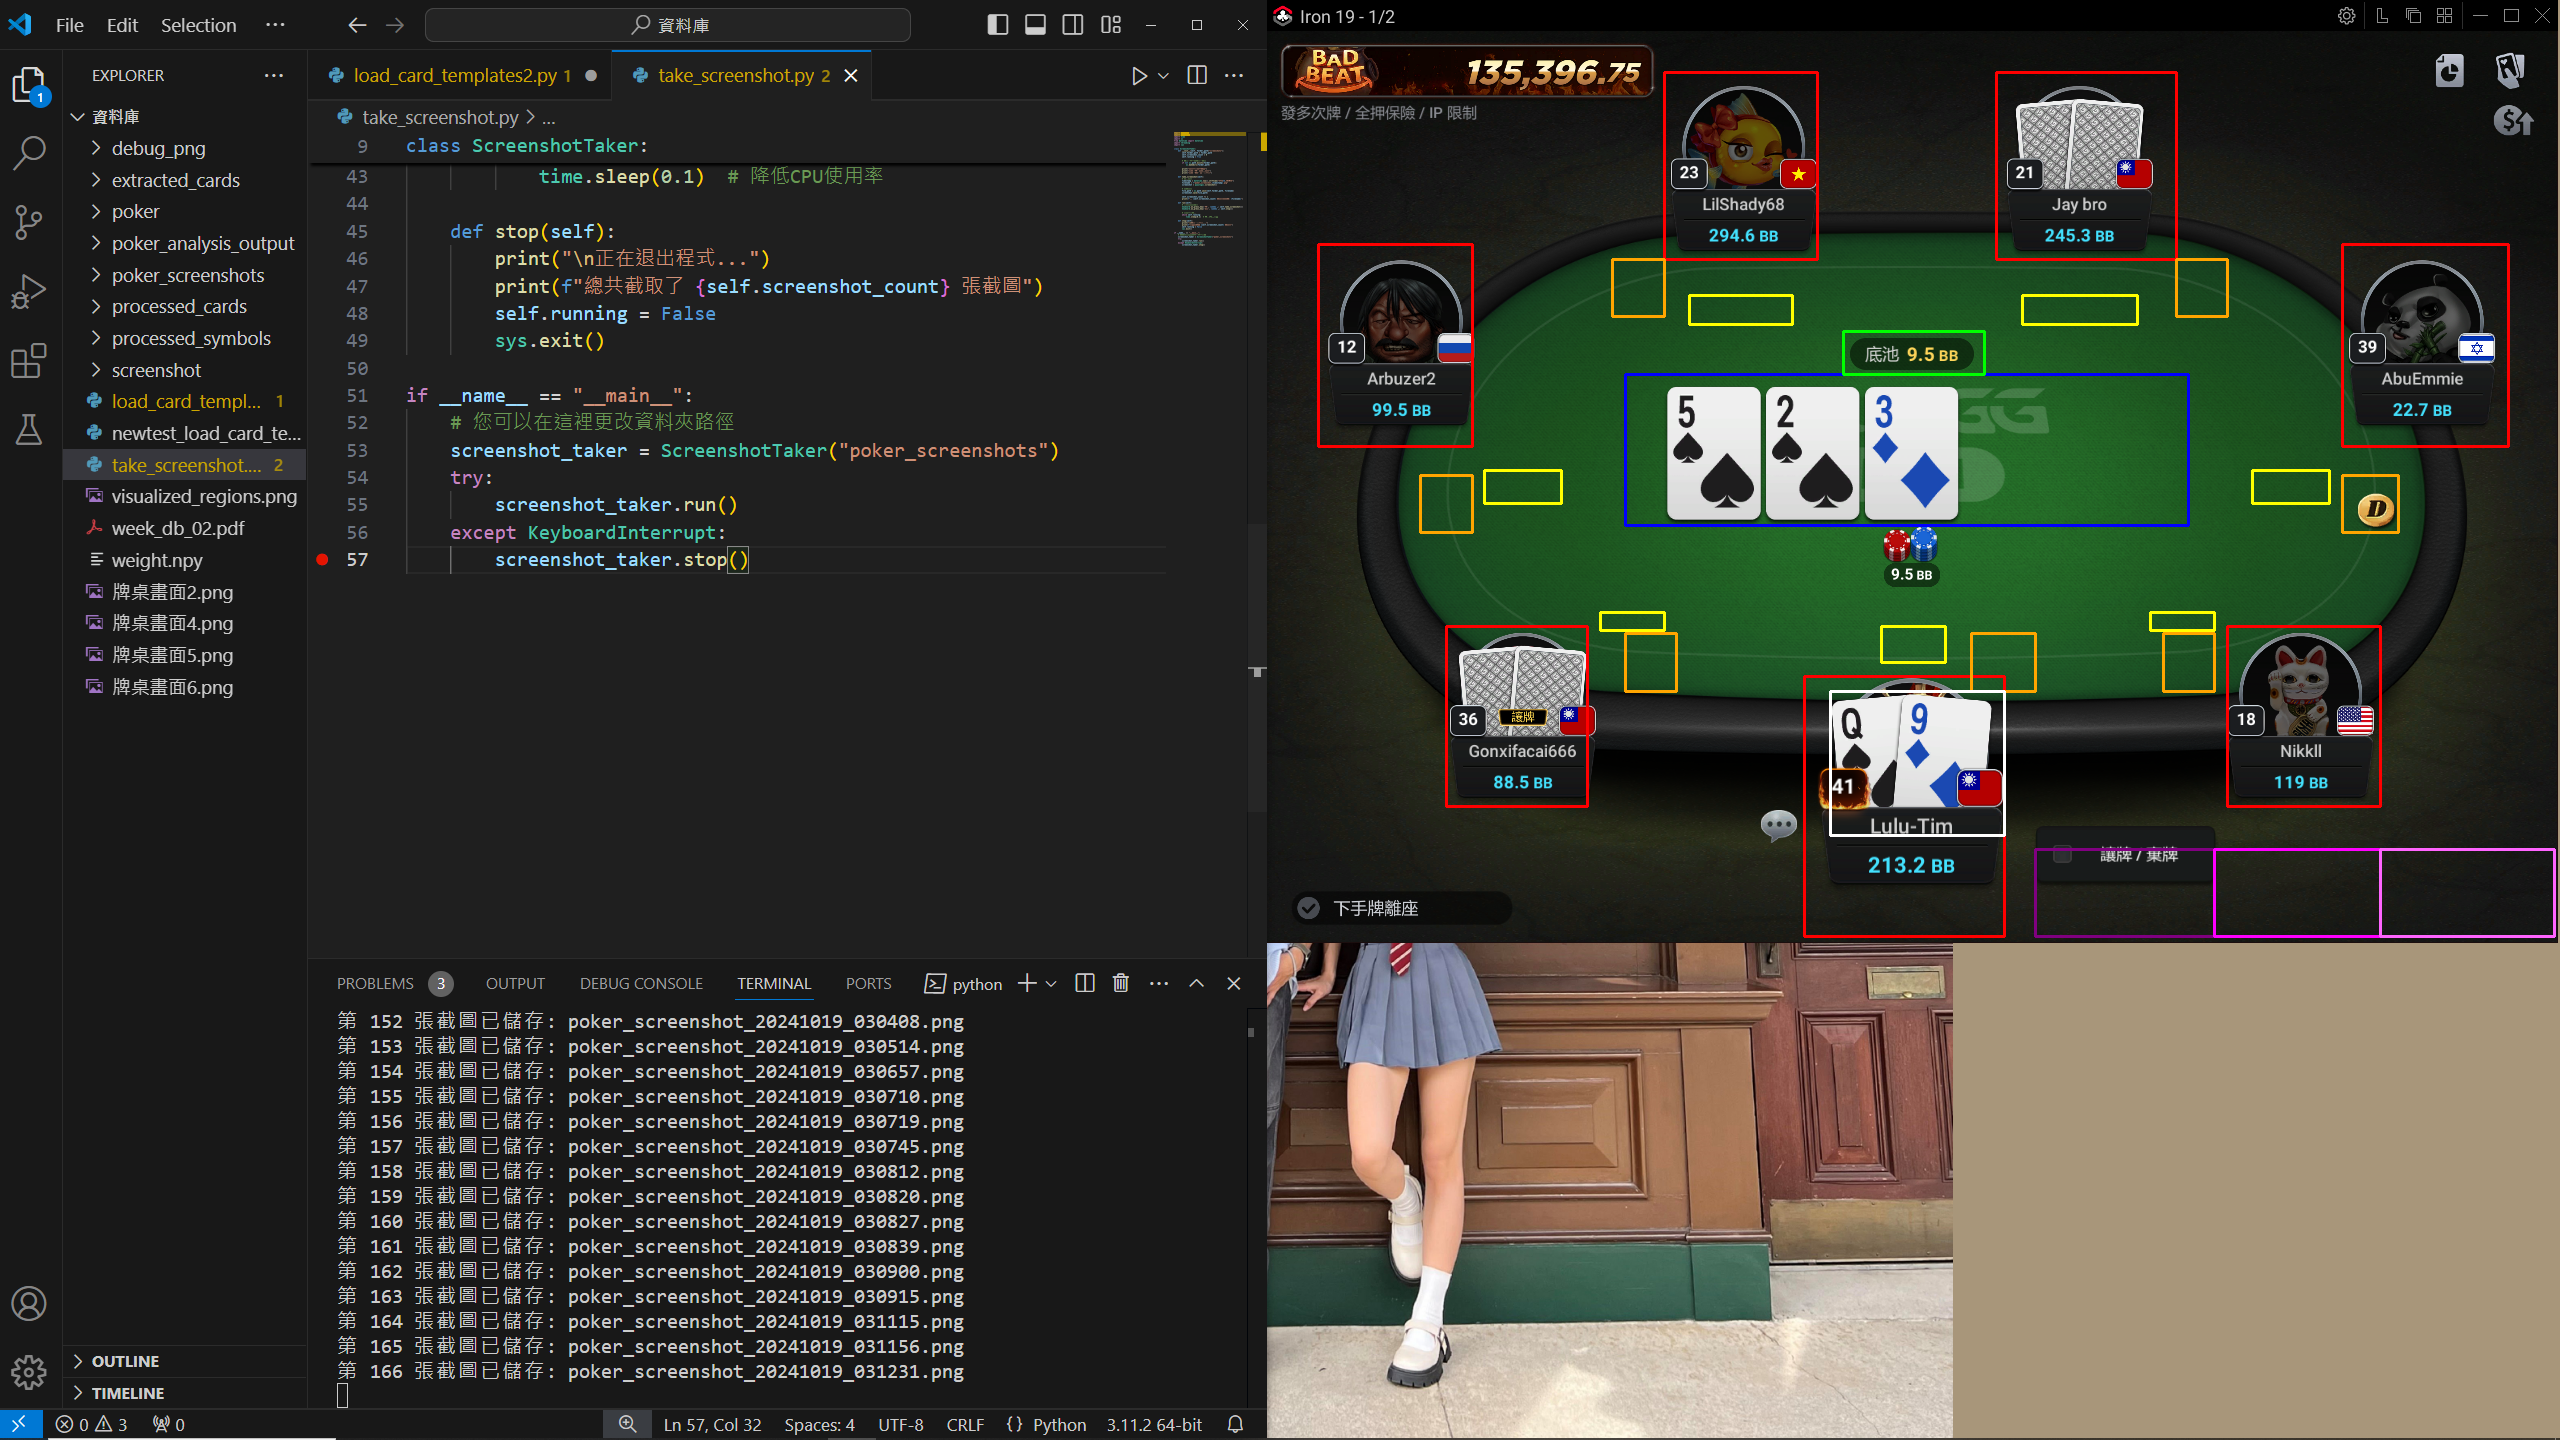 File Edit Selection ···
資料庫
EXPLORER ···
資料庫
debug_png
extracted_cards
poker
poker_analysis_output
poker_screenshots
processed_cards
processed_symbols
screenshot
load_card_templ... 1
newtest_load_card_te...
take_screenshot.... 2
visualized_regions.png
week_db_02.pdf
weight.npy
牌桌畫面2.png
牌桌畫面4.png
牌桌畫面5.png
牌桌畫面6.png
OUTLINE
TIMELINE
1
load_card_templates2.py 1
take_screenshot.py 2
take_screenshot.py > ...
9 class ScreenshotTaker:
43 time.sleep(0.1) # 降低CPU使用率
44
45 def stop(self):
46 print("\n正在退出程式...")
47 print(f"總共截取了 {self.screenshot_count} 張截圖")
48 self.running = False
49 sys.exit()
50
51 if __name__ == "__main__":
52 # 您可以在這裡更改資料夾路徑
53 screenshot_taker = ScreenshotTaker("poker_screenshots")
54 try:
55 screenshot_taker.run()
56 except KeyboardInterrupt:
57 screenshot_taker.stop()
PROBLEMS 3 OUTPUT DEBUG CONSOLE TERMINAL PORTS python
第 152 張截圖已儲存: poker_screenshot_20241019_030408.png
第 153 張截圖已儲存: poker_screenshot_20241019_030514.png
第 154 張截圖已儲存: poker_screenshot_20241019_030657.png
第 155 張截圖已儲存: poker_screenshot_20241019_030710.png
第 156 張截圖已儲存: poker_screenshot_20241019_030719.png
第 157 張截圖已儲存: poker_screenshot_20241019_030745.png
第 158 張截圖已儲存: poker_screenshot_20241019_030812.png
第 159 張截圖已儲存: poker_screenshot_20241019_030820.png
第 160 張截圖已儲存: poker_screenshot_20241019_030827.png
第 161 張截圖已儲存: poker_screenshot_20241019_030839.png
第 162 張截圖已儲存: poker_screenshot_20241019_030900.png
第 163 張截圖已儲存: poker_screenshot_20241019_030915.png
第 164 張截圖已儲存: poker_screenshot_20241019_031115.png
第 165 張截圖已儲存: poker_screenshot_20241019_031156.png
第 166 張截圖已儲存: poker_screenshot_20241019_031231.png
0 3 0 Ln 57, Col 32 Spaces: 4 UTF-8 CRLF Python 3.11.2 64-bit
Iron 19 - 1/2
BAD BEAT 135,396.75
發多次牌 / 全押保險 / IP 限制
23
LilShady68
294.6 BB
21
Jay bro
245.3 BB
12
Arbuzer2
99.5 BB
39
AbuEmmie
22.7 BB
底池 9.5 BB
5 2 3
D
9.5 BB
36 讓牌
Gonxifacai666
88.5 BB
Q 9
41
Lulu-Tim
213.2 BB
18
Nikkll
119 BB
讓牌 / 棄牌
下手牌離座